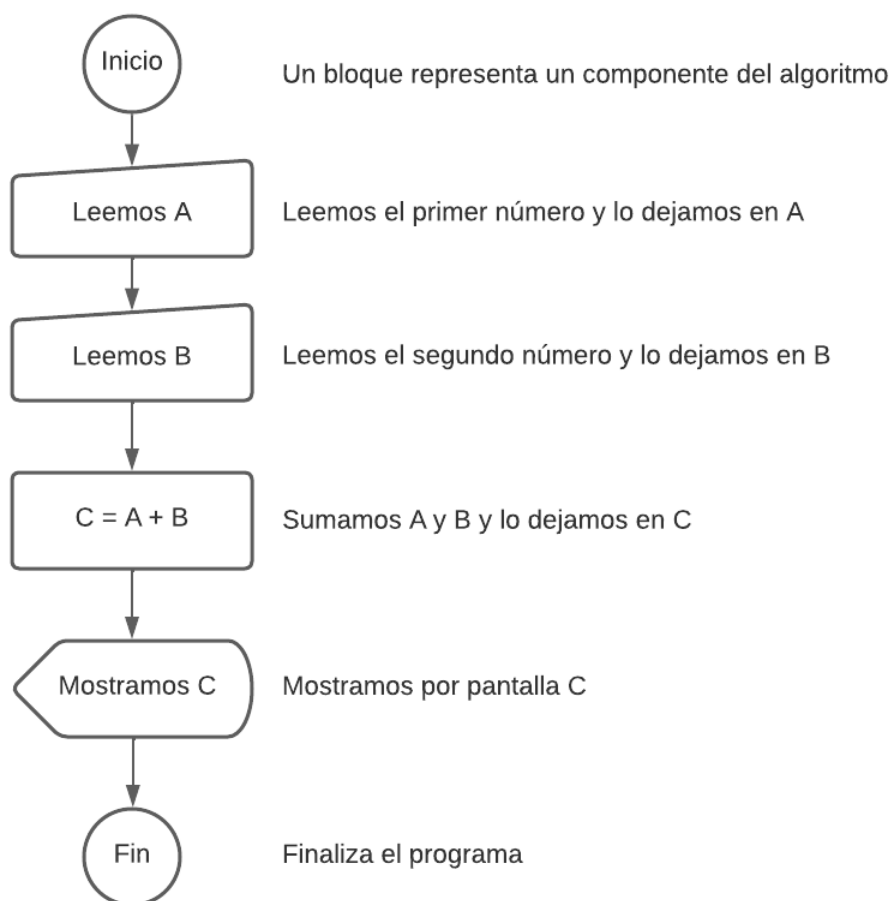 Inicio
Un bloque representa un componente del algoritmo
Leemos A
Leemos el primer número y lo dejamos en A
Leemos B
Leemos el segundo número y lo dejamos en B
C = A + B
Sumamos A y B y lo dejamos en C
Mostramos C
Mostramos por pantalla C
Fin
Finaliza el programa